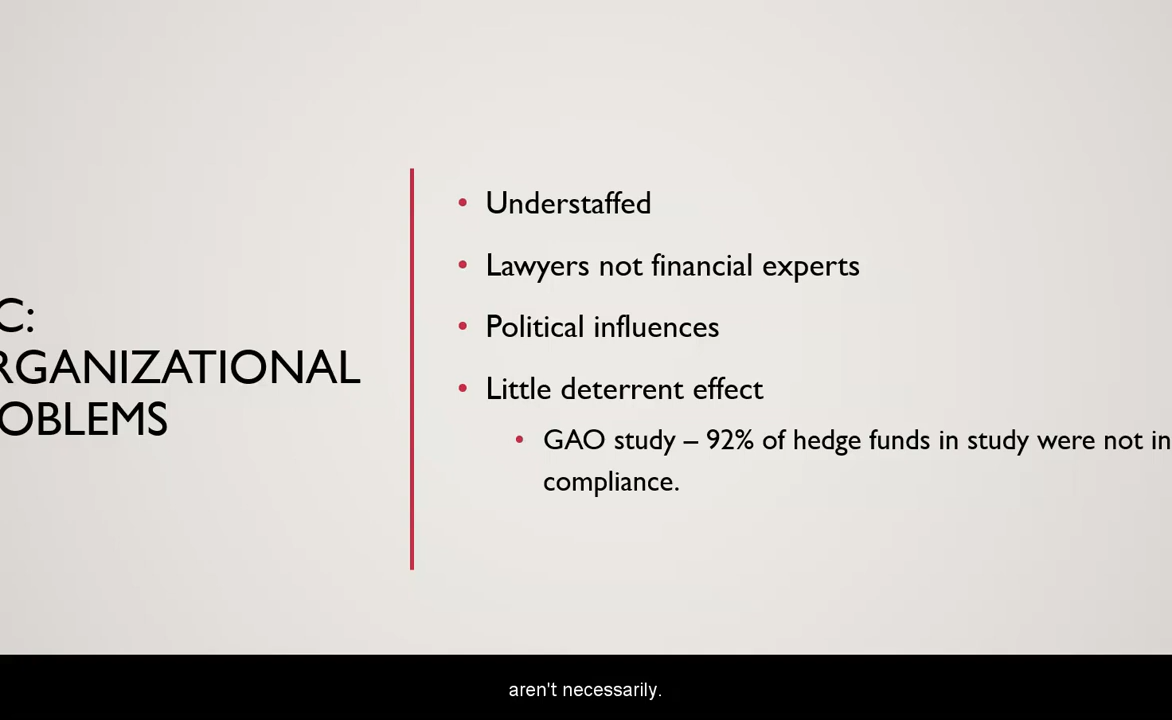 C:
RGANIZATIONAL
OBLEMS
• Understaffed
• Lawyers not financial experts
• Political influences
• Little deterrent effect
• GAO study – 92% of hedge funds in study were not in
compliance.
aren't necessarily.